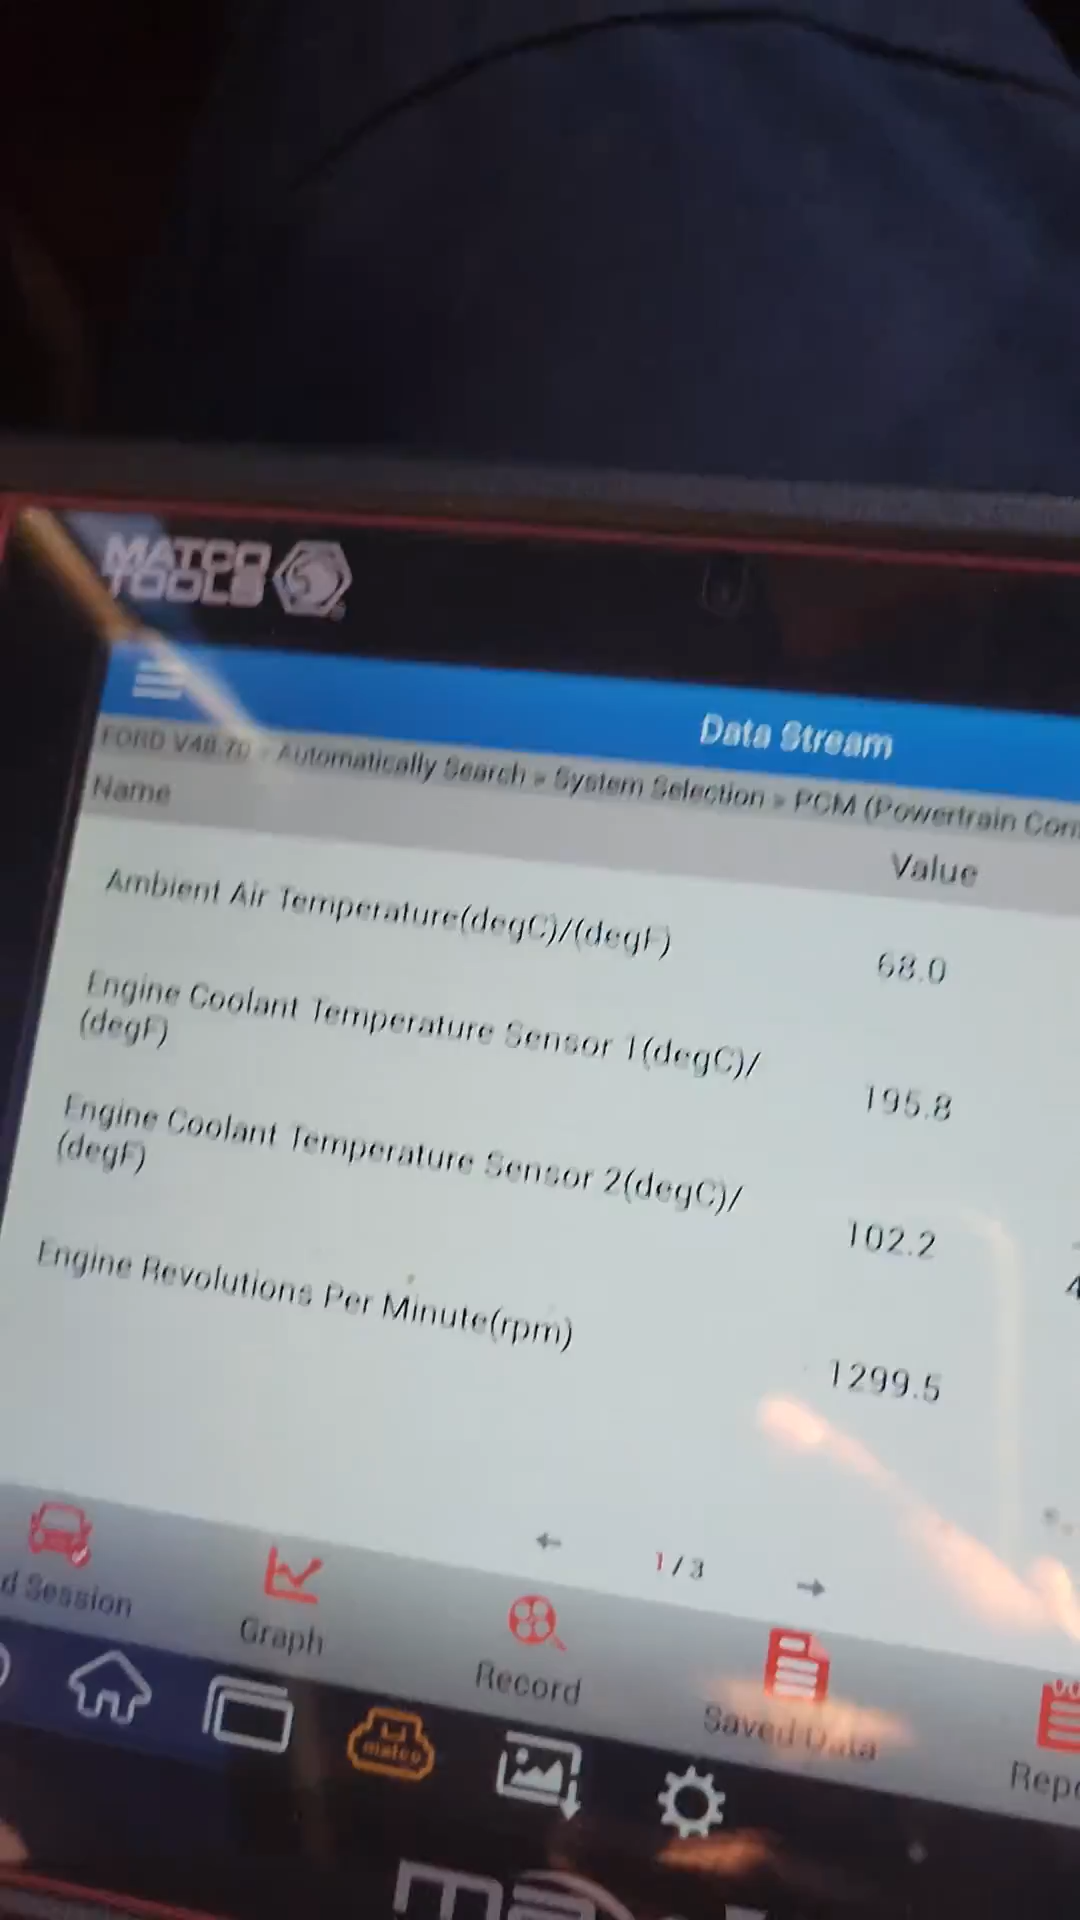 MATCO
TOOLS
Data Stream
FORD V48.70 > Automatically Search > System Selection > PCM (Powertrain
Name
Value
Ambient Air Temperature(degC)/(degF)
68.0
Engine Coolant Temperature Sensor 1(degC)/
(degF)
195.8
Engine Coolant Temperature Sensor 2(degC)/
(degF)
102.2
Engine Revolutions Per Minute(rpm)
1299.5
1/3
Session
Graph
Record
Saved Data
matco